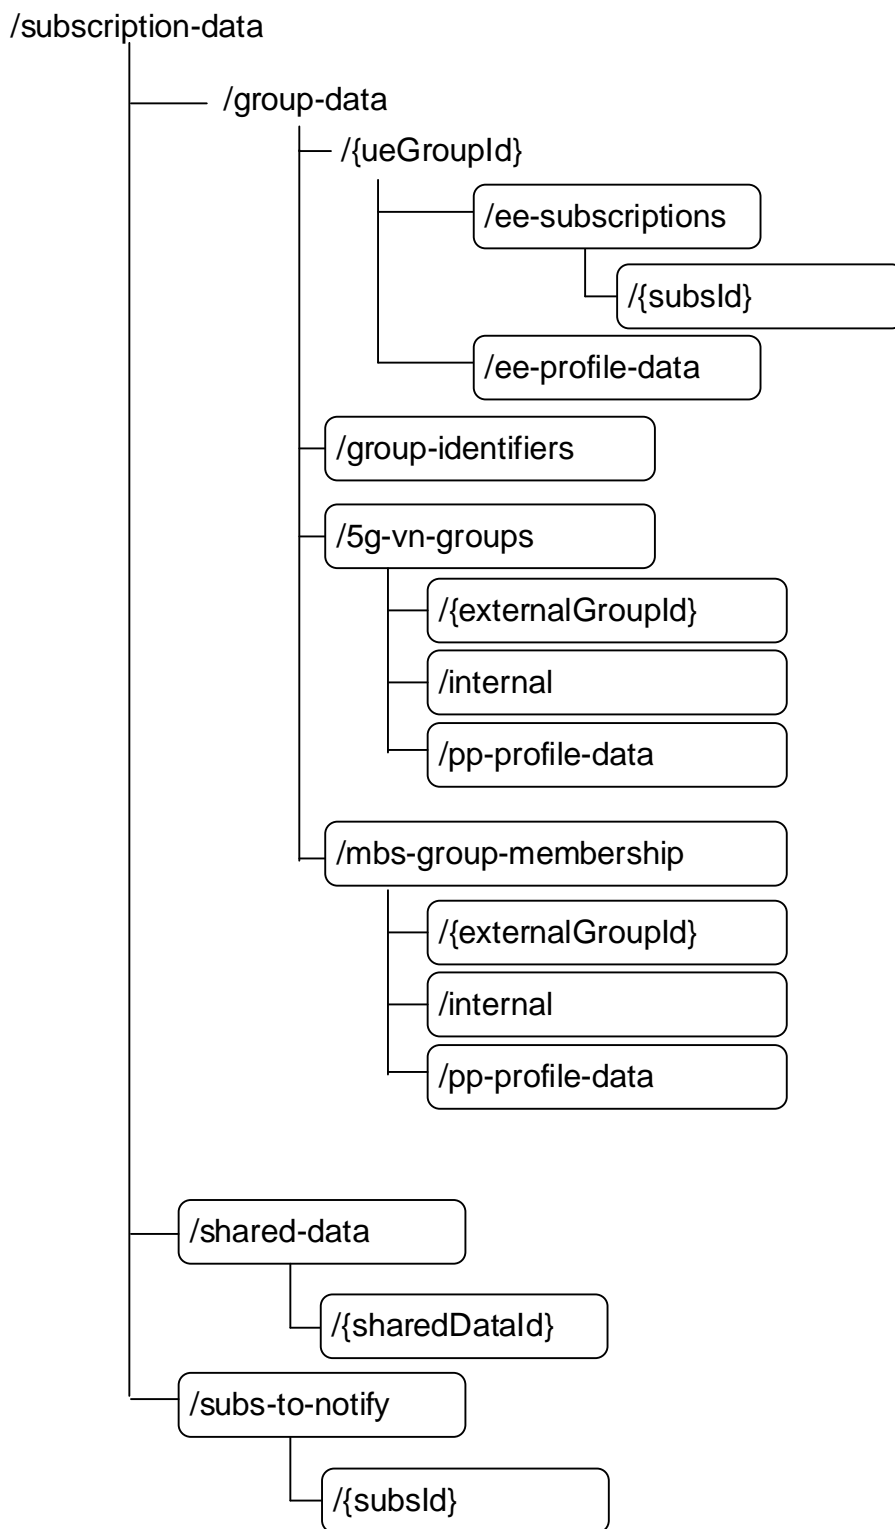 /subscription-data
/group-data
/{ueGroupId}
/ee-subscriptions
/{subsId}
/ee-profile-data
/group-identifiers
/5g-vn-groups
/{externalGroupId}
/internal
/pp-profile-data
/mbs-group-membership
/{externalGroupId}
/internal
/pp-profile-data
/shared-data
/{sharedDataId}
/subs-to-notify
/{subsId}